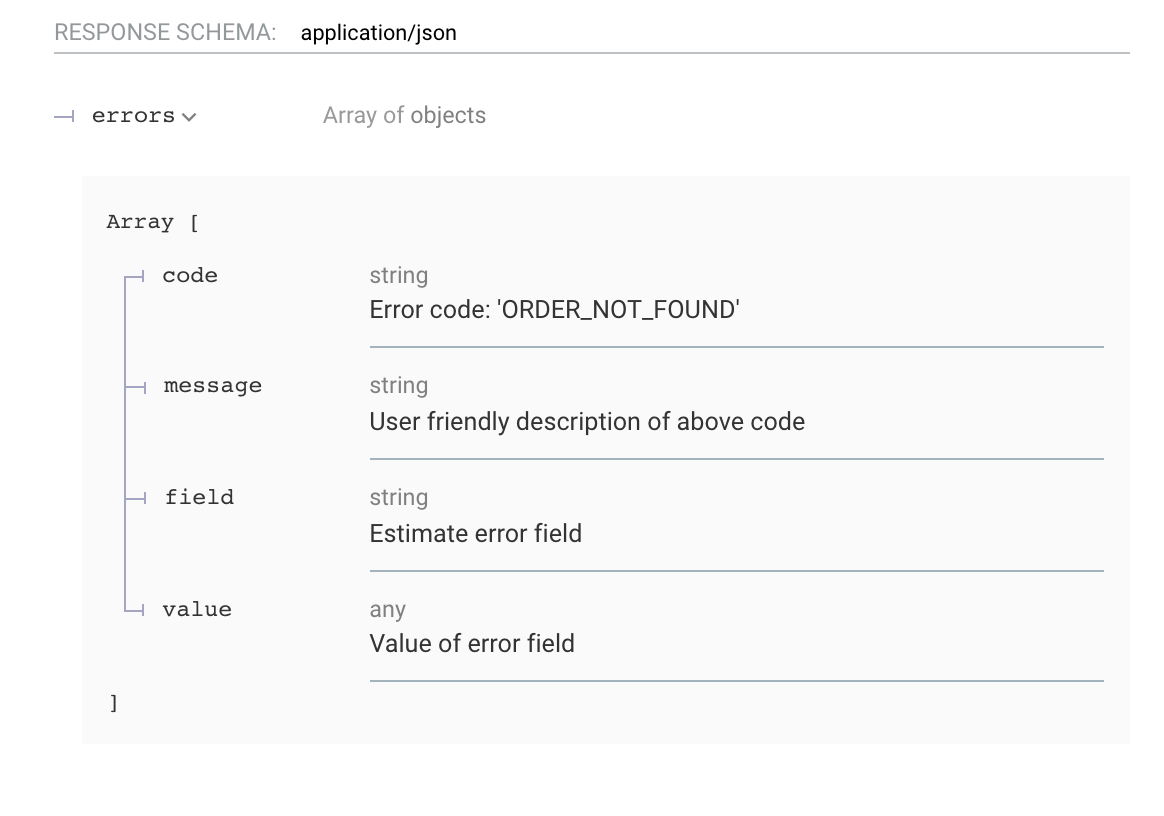 RESPONSE SCHEMA: application/json
errors Array of objects
Array [
code string
Error code: 'ORDER_NOT_FOUND'
message string
User friendly description of above code
field string
Estimate error field
value any
Value of error field
]